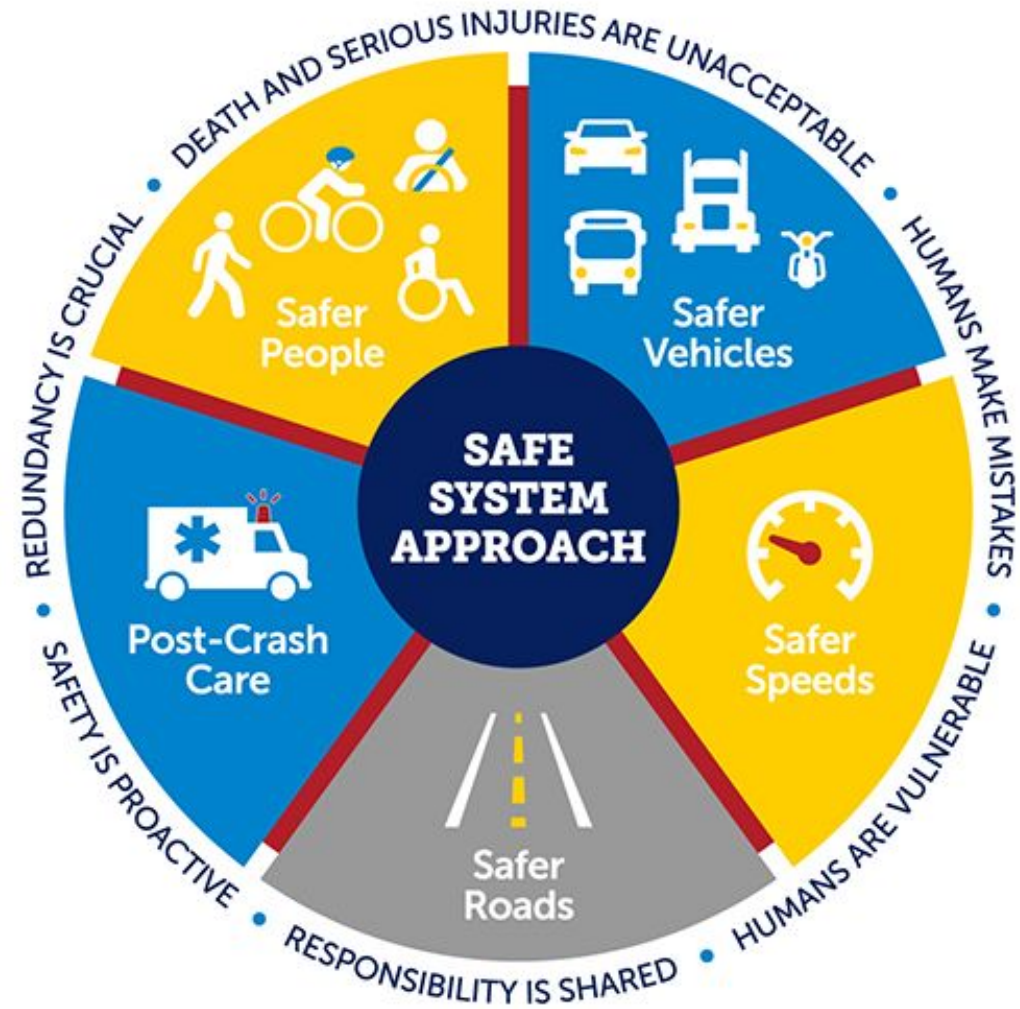 DEATH AND SERIOUS INJURIES ARE UNACCEPTABLE
HUMANS MAKE MISTAKES
HUMANS ARE VULNERABLE
RESPONSIBILITY IS SHARED
SAFETY IS PROACTIVE
REDUNDANCY IS CRUCIAL
Safer
People
Safer
Vehicles
SAFE
SYSTEM
APPROACH
Post-Crash
Care
Safer
Speeds
Safer
Roads